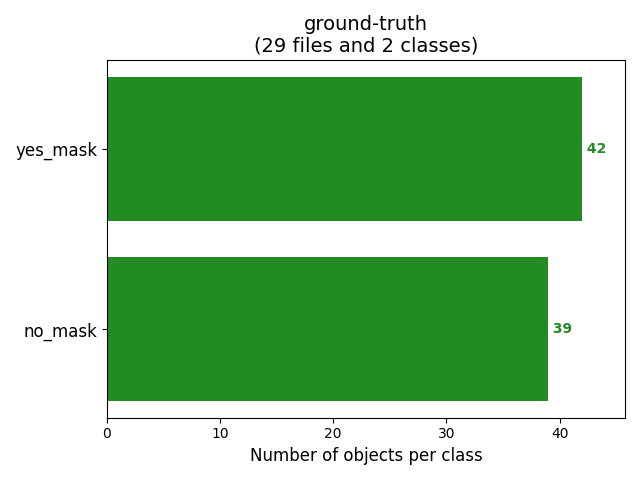 ground-truth
(29 files and 2 classes)
yes_mask
42
no_mask
39
0 10 20 30 40
Number of objects per class